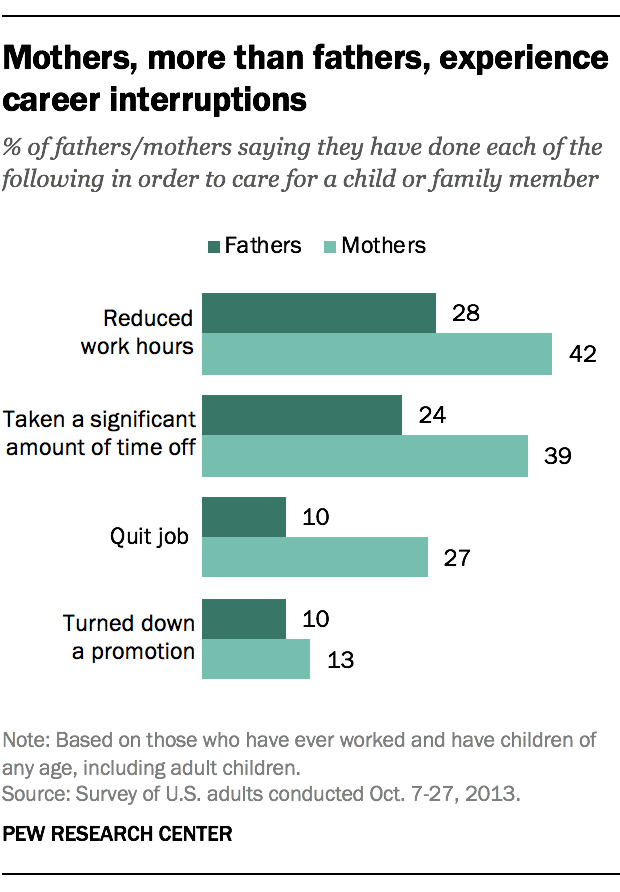 Mothers, more than fathers, experience
career interruptions
% of fathers/mothers saying they have done each of the
following in order to care for a child or family member
Fathers Mothers
Reduced
work hours
28
42
Taken a significant
amount of time off
24
39
Quit job
10
27
Turned down
a promotion
10
13
Note: Based on those who have ever worked and have children of
any age, including adult children.
Source: Survey of U.S. adults conducted Oct. 7-27, 2013.
PEW RESEARCH CENTER